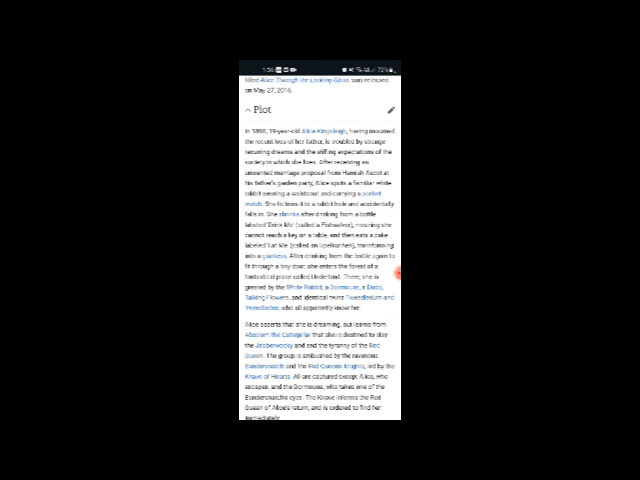 1:36 72%
titled Alice Through the Looking Glass, was released
on May 27, 2016.
Plot
In 1868, 19-year-old Alice Kingsleigh, having mourned
the recent loss of her father, is troubled by strange
recurring dreams and the stifling expectations of the
society in which she lives. After receiving an
unwanted marriage proposal from Hamish Ascot at
his father's garden party, Alice spots a familiar white
rabbit wearing a waistcoat and carrying a pocket
watch. She follows it to a rabbit hole and accidentally
falls in. She shrinks after drinking from a bottle
labeled 'Drink Me' (called a Pishsalver), meaning she
cannot reach a key on a table, and then eats a cake
labeled 'Eat Me' (called an Upelkuchen), transforming
into a giantess. After drinking from the bottle again to
fit through a tiny door, she enters the forest of a
fantastical place called Underland. There, she is
greeted by the White Rabbit, a Dormouse, a Dodo,
Talking Flowers, and identical twins Tweedledum and
Tweedledee, who all apparently know her.
Alice asserts that she is dreaming, but learns from
Absolem the Caterpillar that she is destined to slay
the Jabberwocky and end the tyranny of the Red
Queen. The group is ambushed by the ravenous
Bandersnatch and the Red Queen's knights, led by the
Knave of Hearts. All are captured except Alice, who
escapes, and the Dormouse, who takes one of the
Bandersnatch's eyes. The Knave informs the Red
Queen of Alice's return, and is ordered to find her
immediately.